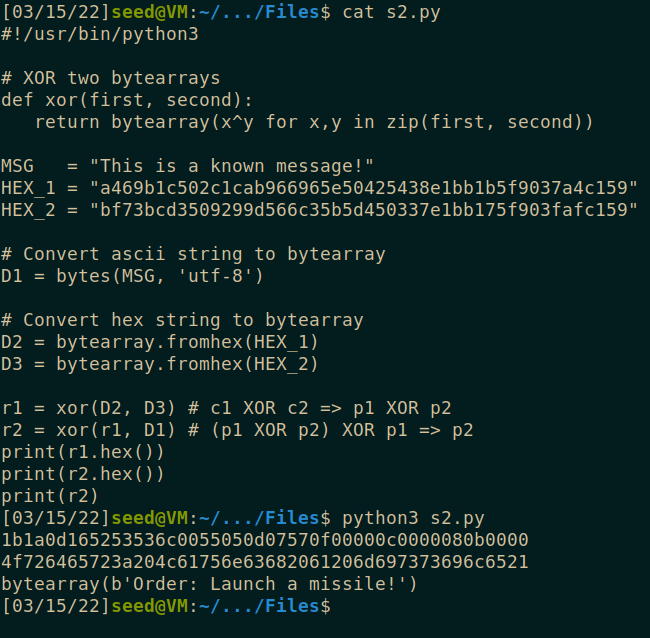 [03/15/22]seed@VM:~/.../Files$ cat s2.py
#!/usr/bin/python3

# XOR two bytearrays
def xor(first, second):
   return bytearray(x^y for x,y in zip(first, second))

MSG   = "This is a known message!"
HEX_1 = "a469b1c502c1cab966965e50425438e1bb1b5f9037a4c159"
HEX_2 = "bf73bcd3509299d566c35b5d450337e1bb175f903fafc159"

# Convert ascii string to bytearray
D1 = bytes(MSG, 'utf-8')

# Convert hex string to bytearray
D2 = bytearray.fromhex(HEX_1)
D3 = bytearray.fromhex(HEX_2)

r1 = xor(D2, D3) # c1 XOR c2 => p1 XOR p2
r2 = xor(r1, D1) # (p1 XOR p2) XOR p1 => p2
print(r1.hex())
print(r2.hex())
print(r2)
[03/15/22]seed@VM:~/.../Files$ python3 s2.py
1b1a0d165253536c0055050d07570f00000c0000080b0000
4f726465723a204c61756e63682061206d697373696c6521
bytearray(b'Order: Launch a missile!')
[03/15/22]seed@VM:~/.../Files$